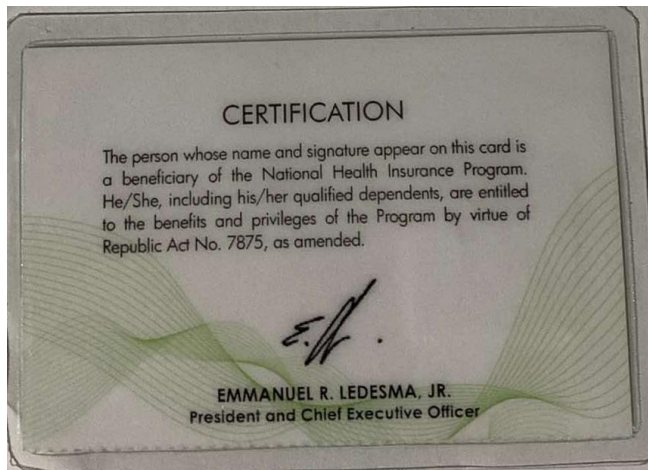 CERTIFICATION
The person whose name and signature appear on this card is
a beneficiary of the National Health Insurance Program.
He/She, including his/her qualified dependents, are entitled
to the benefits and privileges of the Program by virtue of
Republic Act No. 7875, as amended.
EMMANUEL R. LEDESMA, JR.
President and Chief Executive Officer